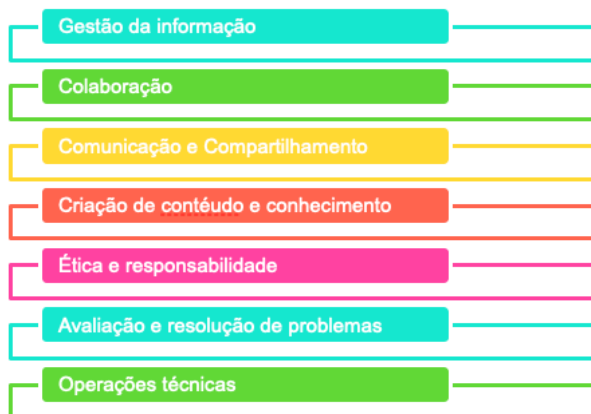 Gestão da informação
Colaboração
Comunicação e Compartilhamento
Criação de contéudo e conhecimento
Ética e responsabilidade
Avaliação e resolução de problemas
Operações técnicas